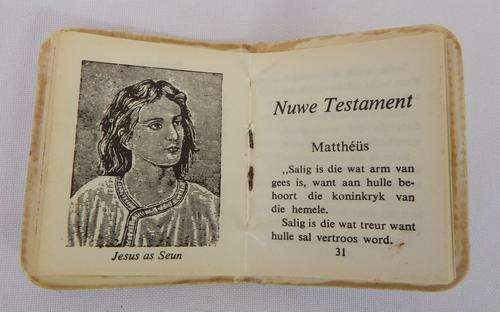 Jesus as Seun
Nuwe Testament
Matthéüs
„Salig is die wat arm van
gees is, want aan hulle be-
hoort die koninkryk van
die hemele.
Salig is die wat treur want
hulle sal vertroos word.
31